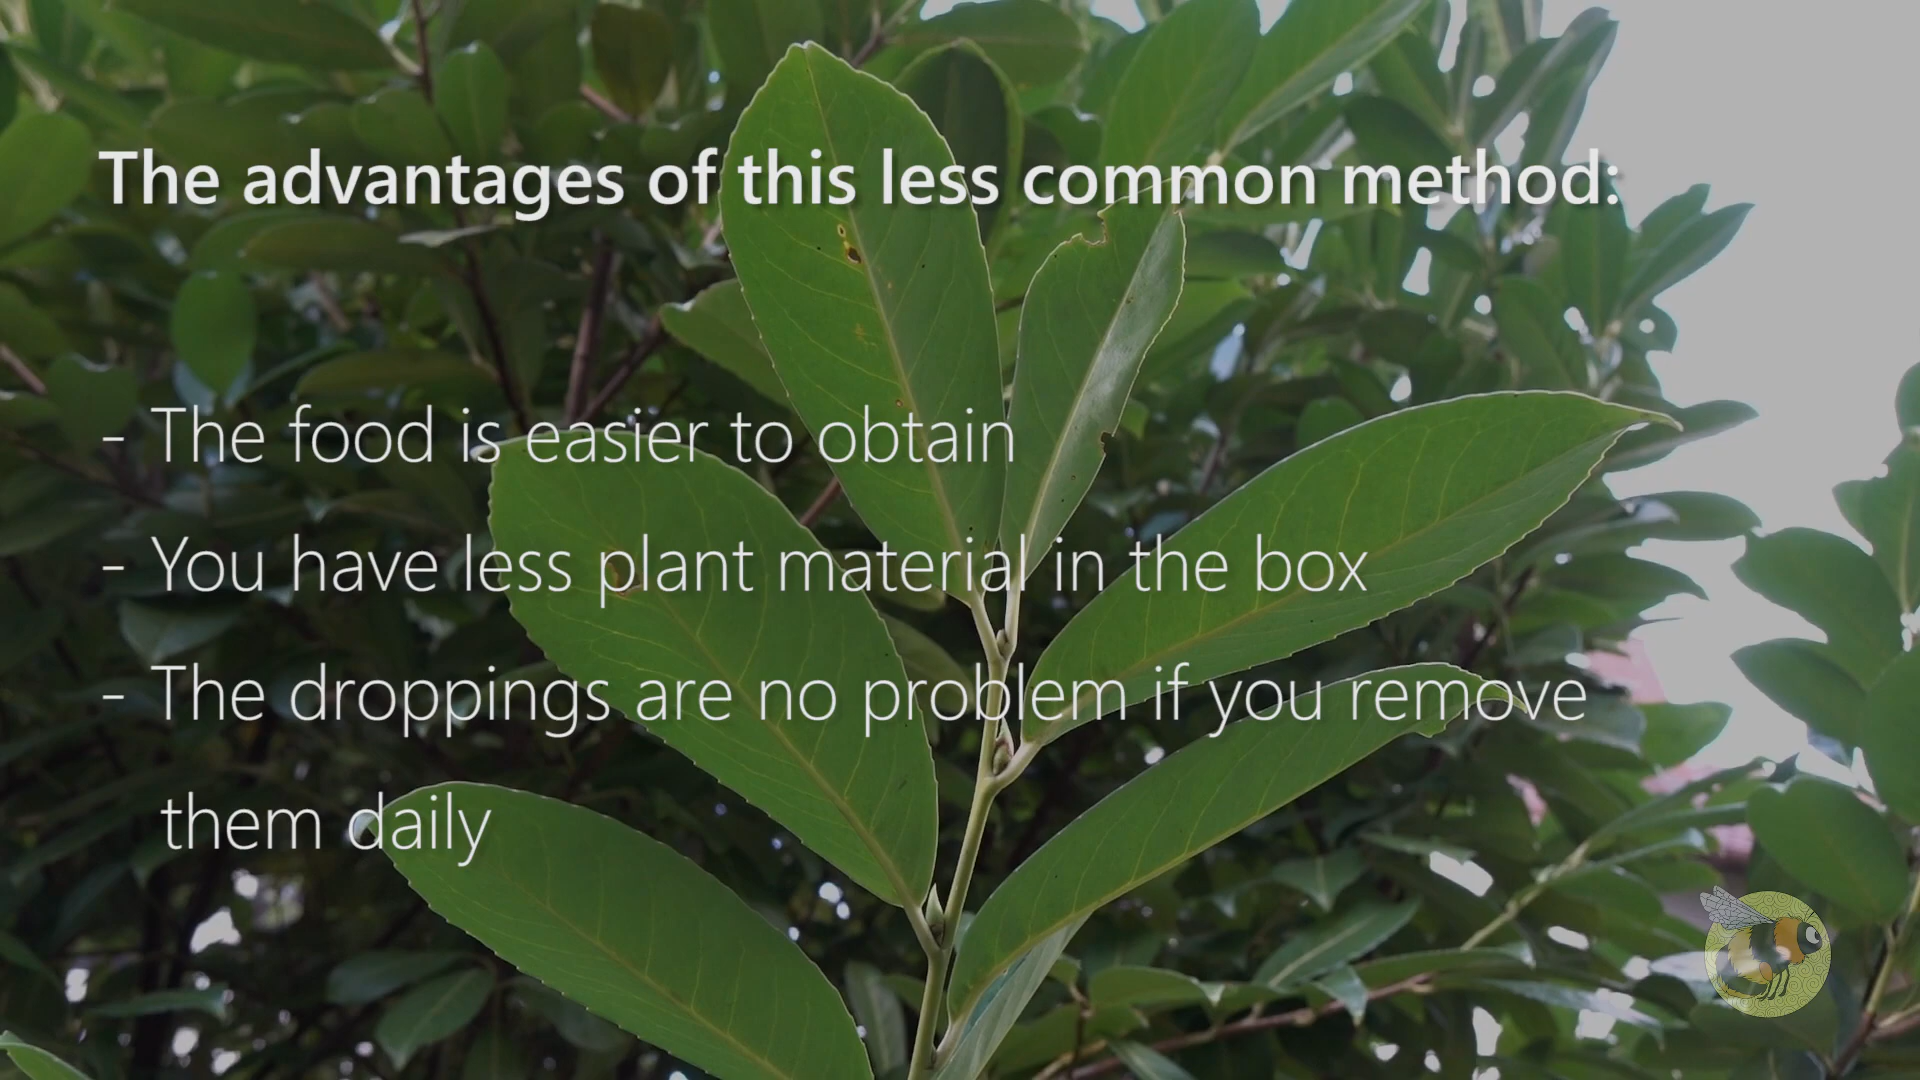 The advantages of this less common method:
- The food is easier to obtain
- You have less plant material in the box
- The droppings are no problem if you remove
them daily